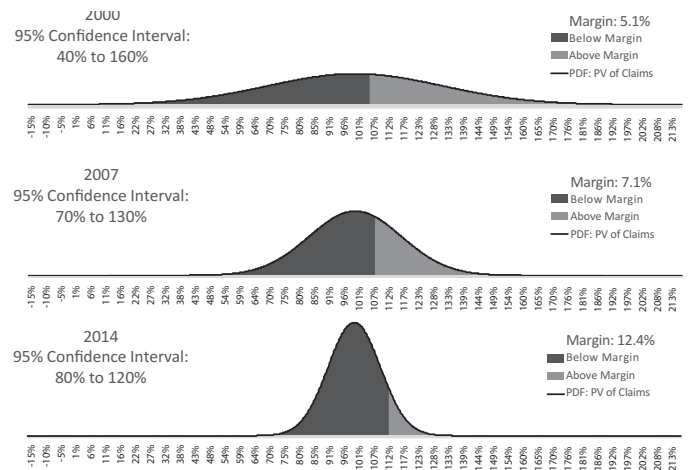 2000
95% Confidence Interval:
40% to 160%
Margin: 5.1%
Below Margin
Above Margin
PDF: PV of Claims
-15% -10% -5% 1% 6% 11% 16% 22% 27% 32% 38% 43% 48% 54% 59% 64% 70% 75% 80% 85% 91% 96% 101% 107% 112% 117% 123% 128% 133% 139% 144% 149% 154% 160% 165% 170% 176% 181% 186% 192% 197% 202% 208% 213%
2007
95% Confidence Interval:
70% to 130%
Margin: 7.1%
Below Margin
Above Margin
PDF: PV of Claims
-15% -10% -5% 1% 6% 11% 16% 22% 27% 32% 38% 43% 48% 54% 59% 64% 70% 75% 80% 85% 91% 96% 101% 107% 112% 117% 123% 128% 133% 139% 144% 149% 154% 160% 165% 170% 176% 181% 186% 192% 197% 202% 208% 213%
2014
95% Confidence Interval:
80% to 120%
Margin: 12.4%
Below Margin
Above Margin
PDF: PV of Claims
-15% -10% -5% 1% 6% 11% 16% 22% 27% 32% 38% 43% 48% 54% 59% 64% 70% 75% 80% 85% 91% 96% 101% 107% 112% 117% 123% 128% 133% 139% 144% 149% 154% 160% 165% 170% 176% 181% 186% 192% 197% 202% 208% 213%